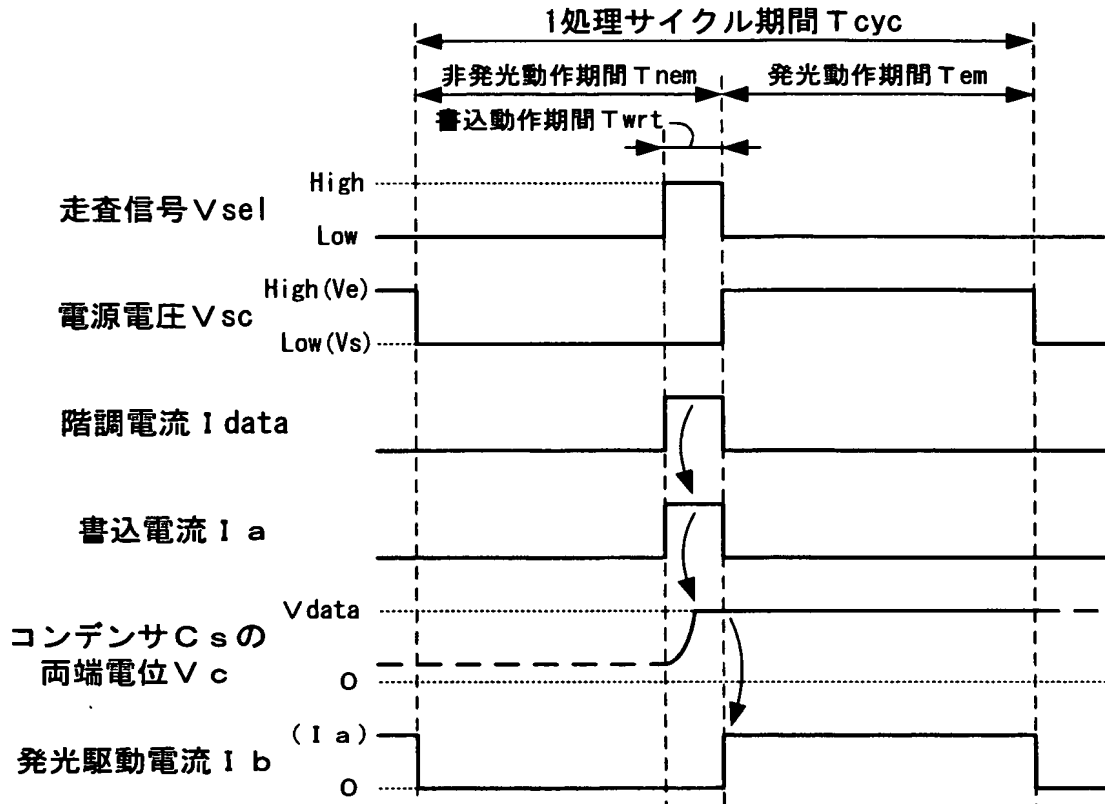 1処理サイクル期間Tcyc
非発光動作期間Tnem
発光動作期間Tem
書込動作期間Twrt
走査信号Vsel
High
Low
電源電圧Vsc
High(Ve)
Low(Vs)
階調電流Idata
書込電流Ia
コンデンサCsの
両端電位Vc
Vdata
0
発光駆動電流Ib
(Ia)
0